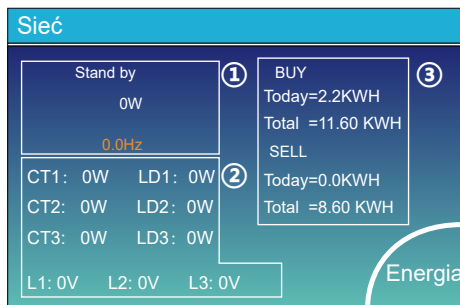 Sieć
Stand by
0W
0.0Hz
①
CT1: 0W LD1: 0W
CT2: 0W LD2: 0W
CT3: 0W LD3: 0W
②
L1: 0V L2: 0V L3: 0V
BUY
Today=2.2KWH
Total =11.60 KWH
SELL
Today=0.0KWH
Total =8.60 KWH
③
Energia